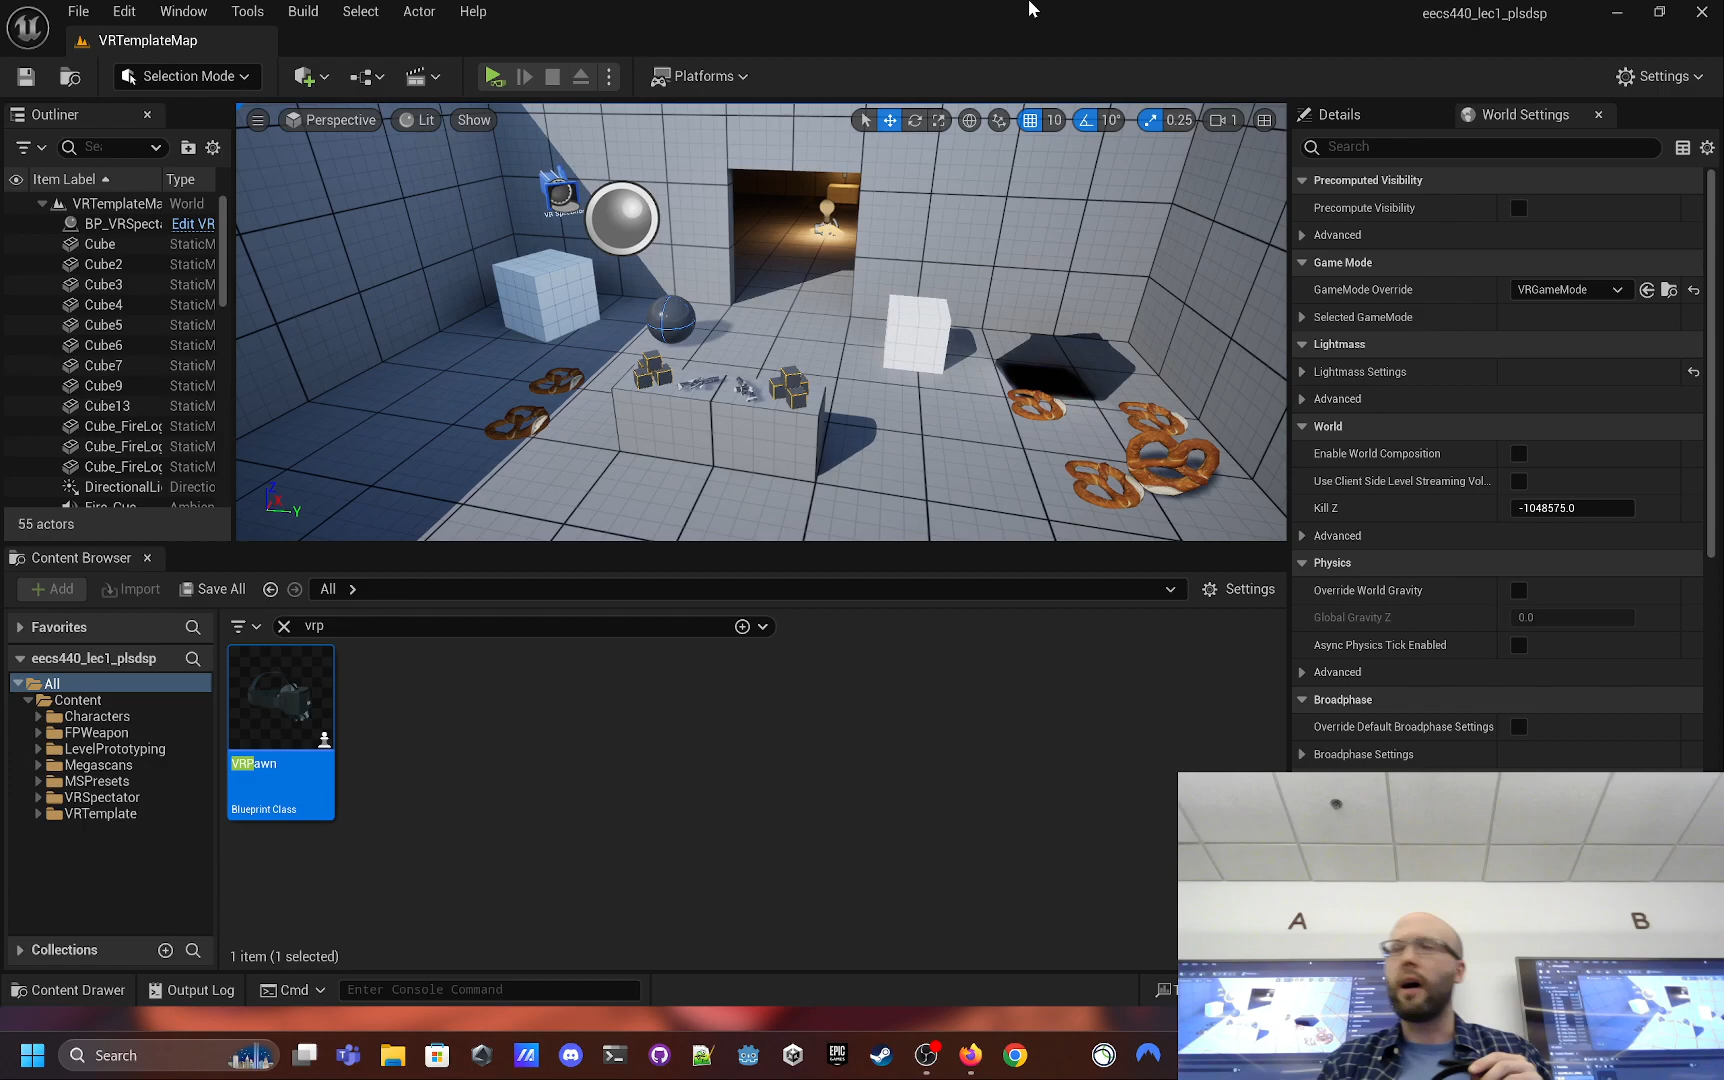 File Edit Window Tools Build Select Actor Help
eecs440_lec1_plsdsp
VRTemplateMap
Selection Mode
Platforms
Settings
Outliner
Perspective Lit Show
10 10° 0.25 1
Details World Settings
Search
Item Label Type
VRTemplateMa World
BP_VRSpecta Edit VR
Cube StaticM
Cube2 StaticM
Cube3 StaticM
Cube4 StaticM
Cube5 StaticM
Cube6 StaticM
Cube7 StaticM
Cube9 StaticM
Cube13 StaticM
Cube_FireLog StaticM
Cube_FireLog StaticM
Cube_FireLog StaticM
DirectionalLi Directio
Fire_Cue Ambien
55 actors
VR Spectator
Z
X
Y
Precomputed Visibility
Precompute Visibility
Advanced
Game Mode
GameMode Override VRGameMode
Selected GameMode
Lightmass
Lightmass Settings
Advanced
World
Enable World Composition
Use Client Side Level Streaming Vol...
Kill Z -1048575.0
Advanced
Physics
Override World Gravity
Global Gravity Z 0.0
Async Physics Tick Enabled
Advanced
Broadphase
Override Default Broadphase Settings
Broadphase Settings
Content Browser
Add Import Save All All Settings
Favorites
vrp
eecs440_lec1_plsdsp
All
Content
Characters
FPWeapon
LevelPrototyping
Megascans
MSPresets
VRSpectator
VRTemplate
VRPawn
Blueprint Class
Collections
1 item (1 selected)
Content Drawer Output Log Cmd Enter Console Command
Search
EPIC GAMES
A B